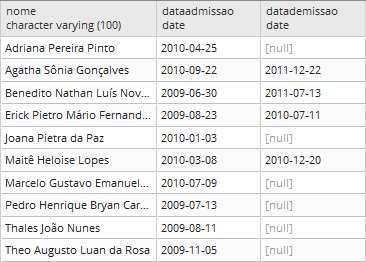 nome dataadmissao datademissao
character varying (100) date date
Adriana Pereira Pinto 2010-04-25 [null]
Agatha Sônia Gonçalves 2010-09-22 2011-12-22
Benedito Nathan Luís Nov... 2009-06-30 2011-07-13
Erick Pietro Mário Fernand... 2009-08-23 2010-07-11
Joana Pietra da Paz 2010-01-03 [null]
Maitê Heloise Lopes 2010-03-08 2010-12-20
Marcelo Gustavo Emanuel... 2010-07-09 [null]
Pedro Henrique Bryan Car... 2009-07-13 [null]
Thales João Nunes 2009-08-11 [null]
Theo Augusto Luan da Rosa 2009-11-05 [null]